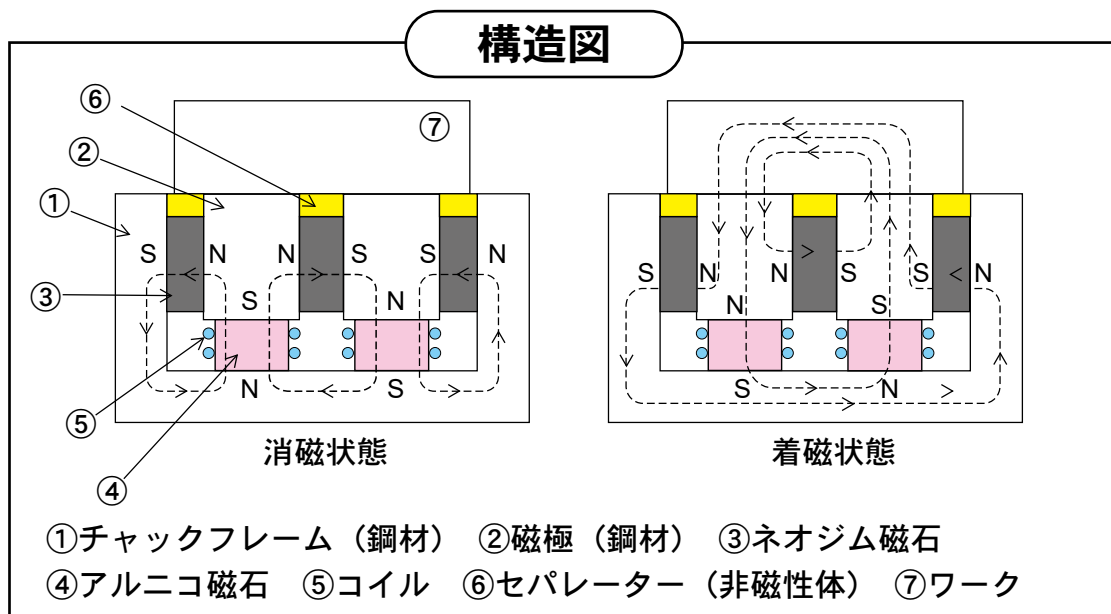 構造図
⑥
⑦
②
①
S N N S S N
S N N S S N
③
S N
N S
N S
S N
⑤
消磁状態
着磁状態
④
①チャックフレーム（鋼材） ②磁極（鋼材） ③ネオジム磁石
④アルニコ磁石 ⑤コイル ⑥セパレーター（非磁性体） ⑦ワーク